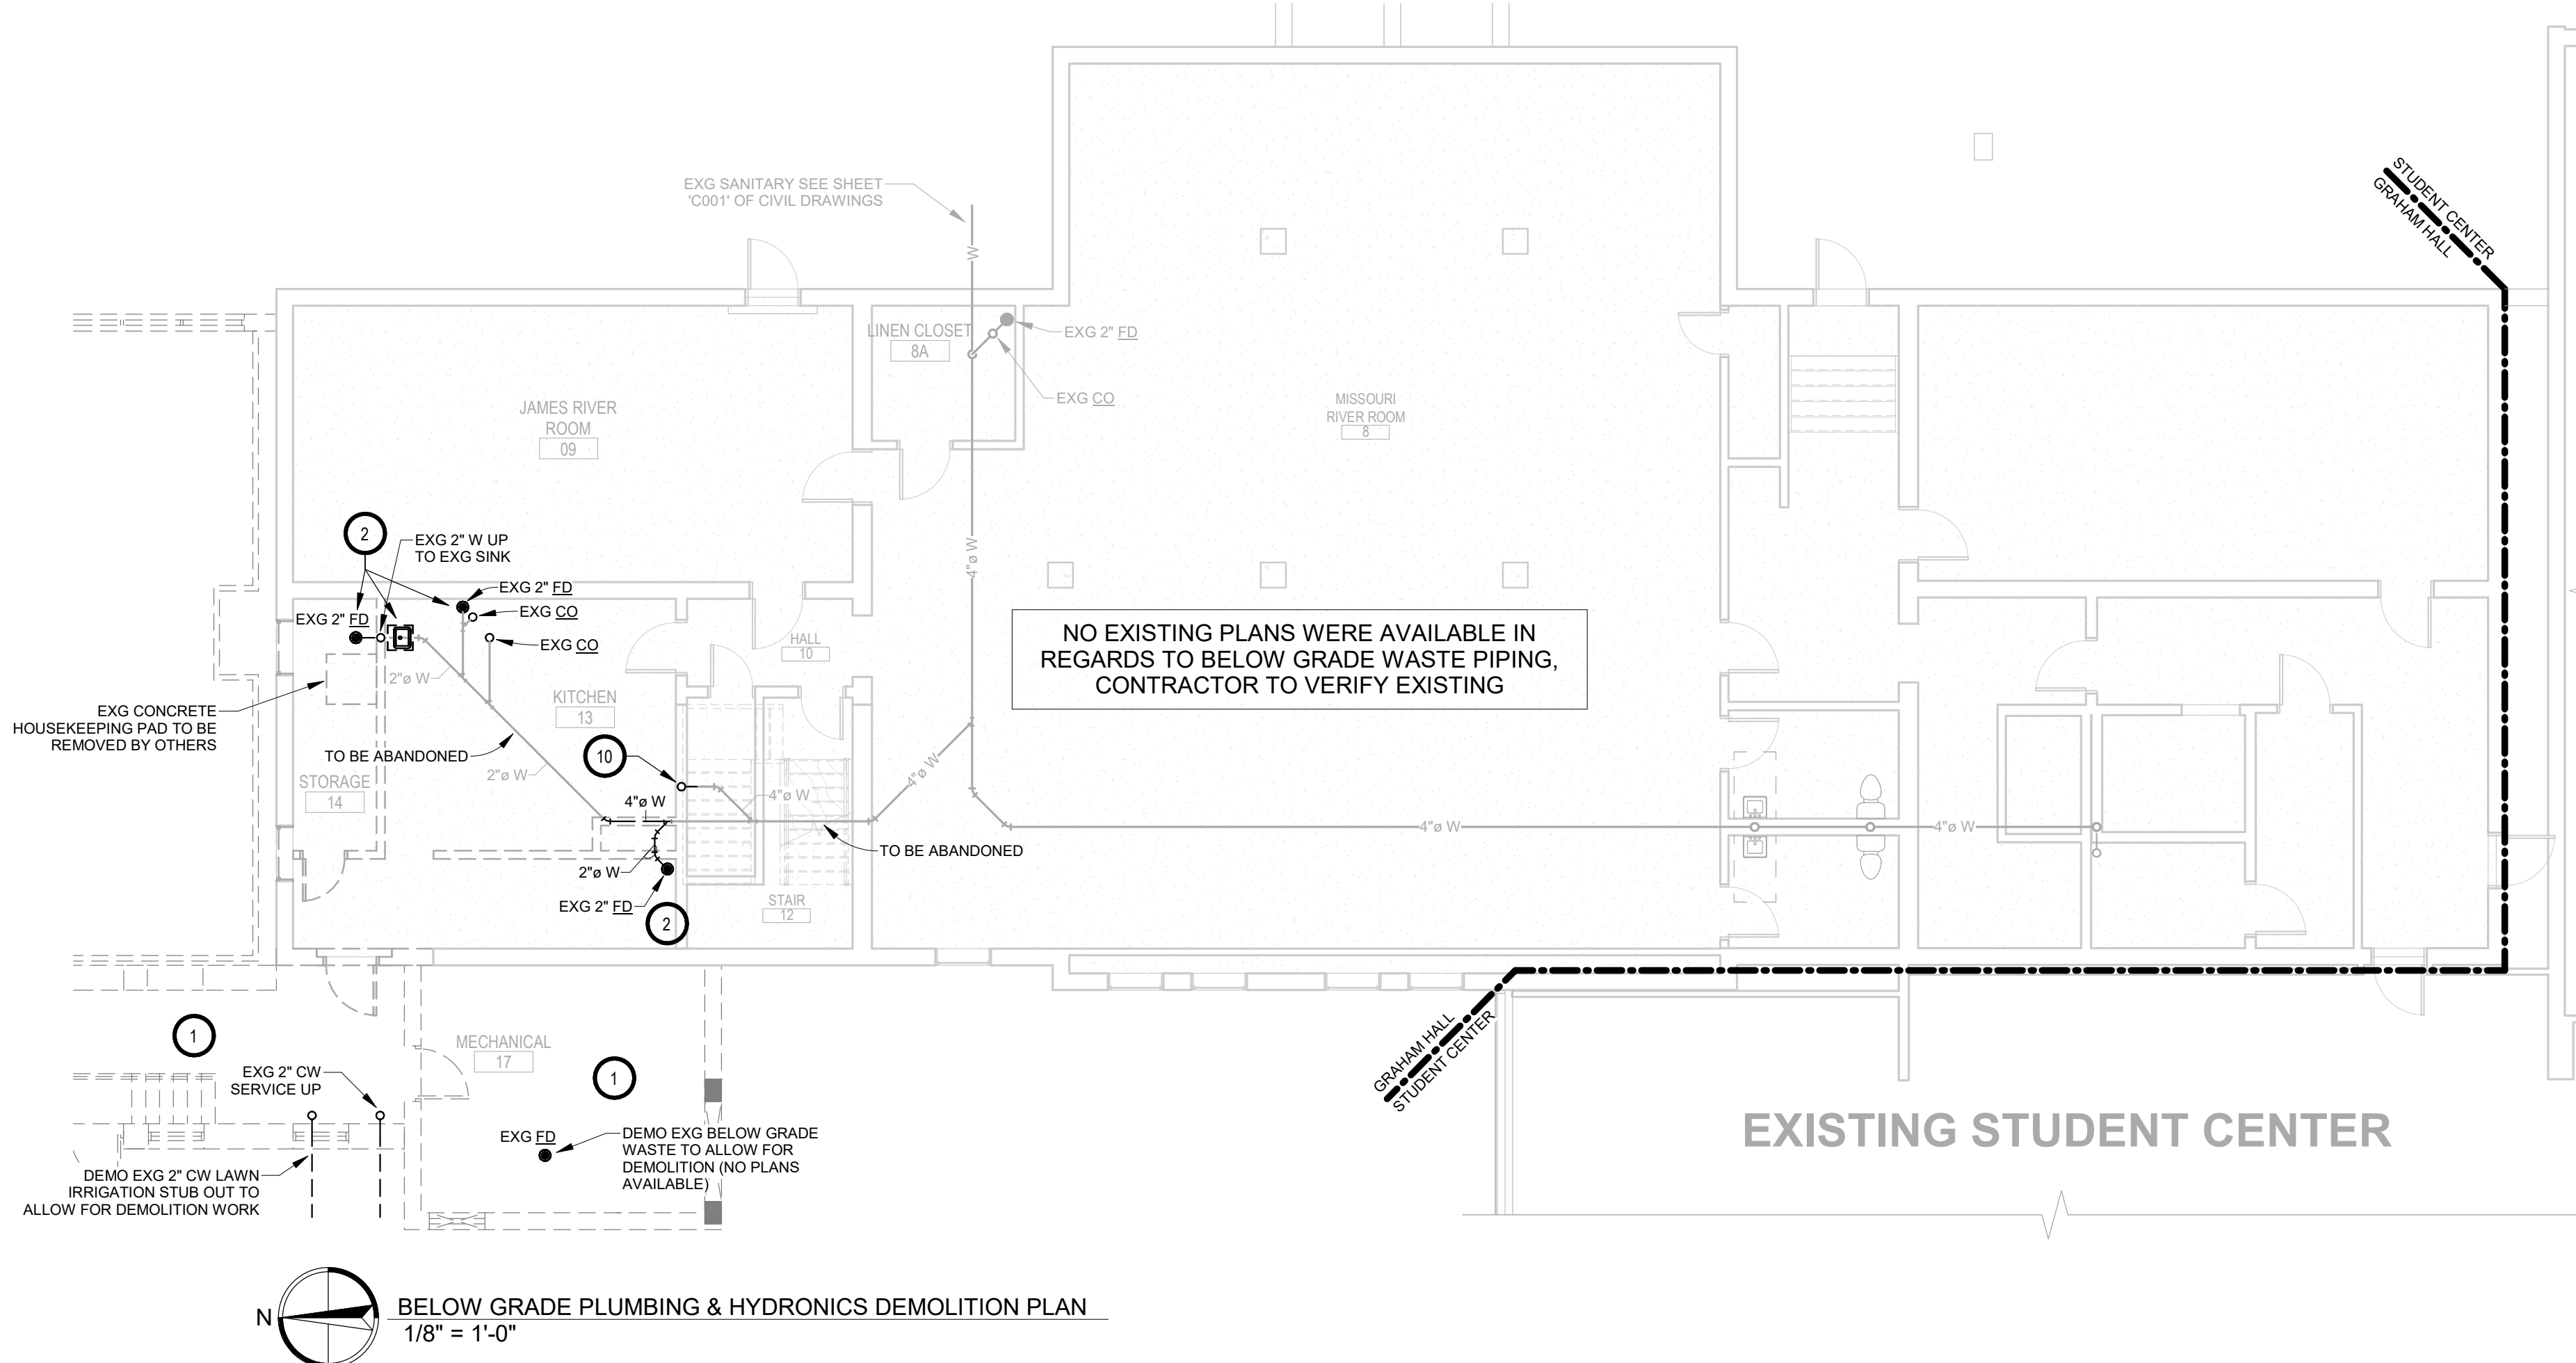 STUDENT CENTER
GRAHAM HALL
EXG SANITARY SEE SHEET
'C001' OF CIVIL DRAWINGS
W
LINEN CLOSET
8A
EXG 2" FD
EXG CO
JAMES RIVER
ROOM
09
MISSOURI
RIVER ROOM
8
2
EXG 2" W UP
TO EXG SINK
4"ø W
EXG 2" FD
EXG CO
EXG 2" FD
EXG CO
HALL
10
NO EXISTING PLANS WERE AVAILABLE IN
REGARDS TO BELOW GRADE WASTE PIPING,
CONTRACTOR TO VERIFY EXISTING
2"ø W
KITCHEN
13
EXG CONCRETE
HOUSEKEEPING PAD TO BE
REMOVED BY OTHERS
TO BE ABANDONED
10
2"ø W
4"ø W
STORAGE
14
4"ø W
4"ø W
4"ø W
4"ø W
TO BE ABANDONED
2"ø W
EXG 2" FD
2
STAIR
12
1
MECHANICAL
17
1
EXG 2" CW
SERVICE UP
GRAHAM HALL
STUDENT CENTER
EXG FD
DEMO EXG BELOW GRADE
WASTE TO ALLOW FOR
DEMOLITION (NO PLANS
AVAILABLE)
EXISTING STUDENT CENTER
DEMO EXG 2" CW LAWN
IRRIGATION STUB OUT TO
ALLOW FOR DEMOLITION WORK
N
BELOW GRADE PLUMBING & HYDRONICS DEMOLITION PLAN
1/8" = 1'-0"